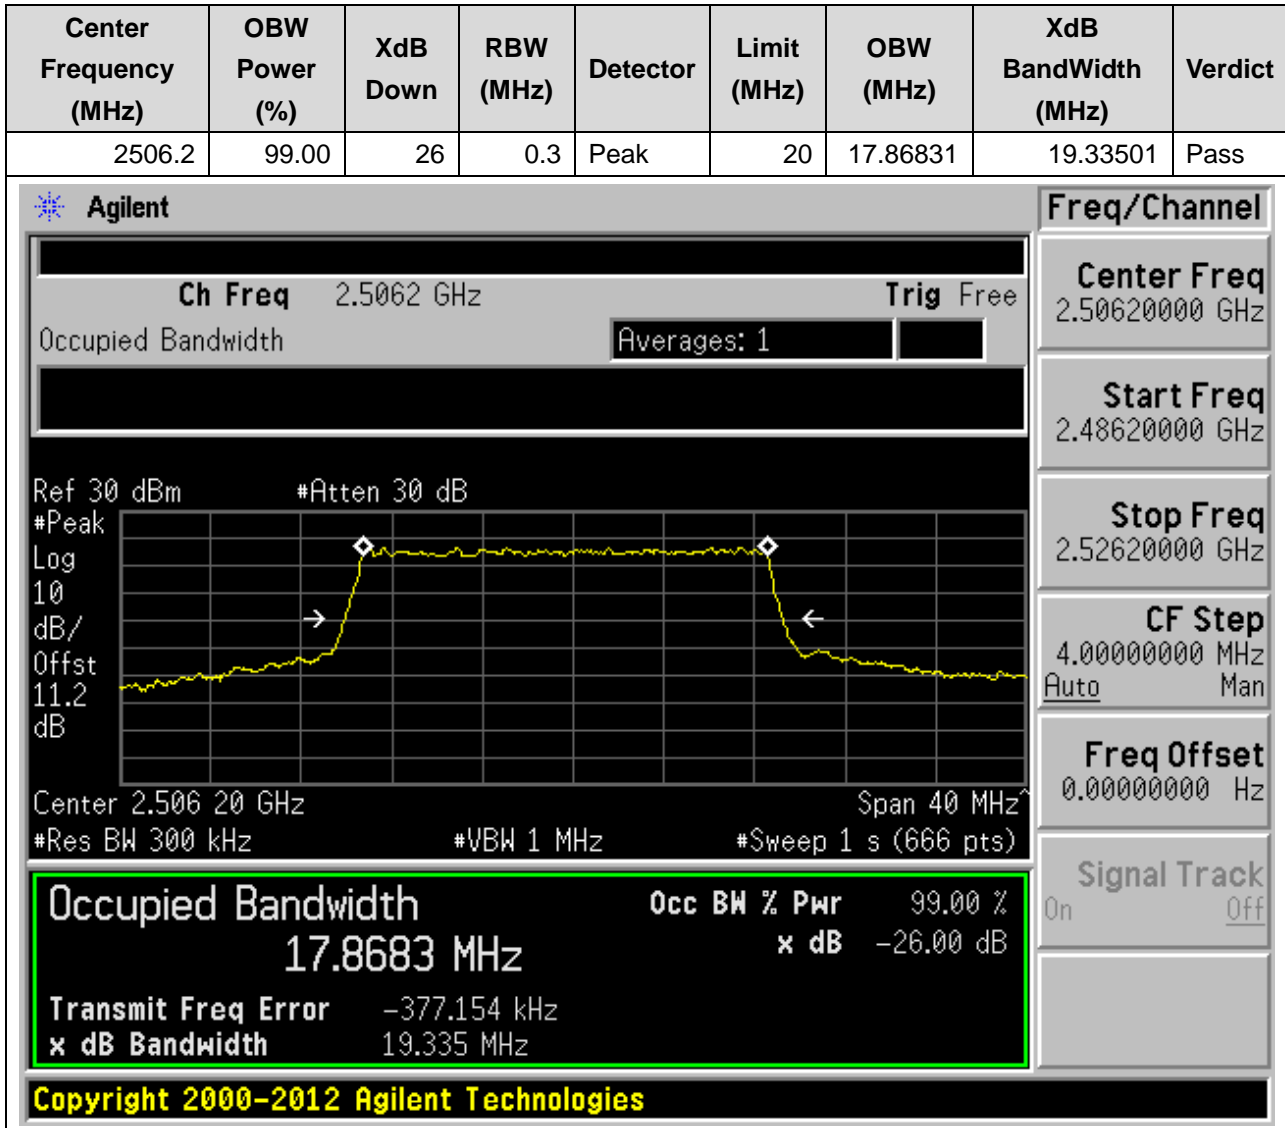 Center Frequency (MHz) OBW Power (%) XdB Down RBW (MHz) Detector Limit (MHz) OBW (MHz) XdB BandWidth (MHz) Verdict
2506.2 99.00 26 0.3 Peak 20 17.86831 19.33501 Pass
Agilent
Freq/Channel
Ch Freq 2.5062 GHz Trig Free
Occupied Bandwidth Averages: 1
Ref 30 dBm #Atten 30 dB
#Peak
Log
10
dB/
Offst
11.2
dB
Center 2.506 20 GHz Span 40 MHz^
#Res BW 300 kHz #VBW 1 MHz #Sweep 1 s (666 pts)
Occupied Bandwidth
17.8683 MHz
Occ BW % Pwr 99.00 %
x dB -26.00 dB
Transmit Freq Error -377.154 kHz
x dB Bandwidth 19.335 MHz
Center Freq
2.50620000 GHz
Start Freq
2.48620000 GHz
Stop Freq
2.52620000 GHz
CF Step
4.00000000 MHz
Auto Man
Freq Offset
0.00000000 Hz
Signal Track
On Off
Copyright 2000-2012 Agilent Technologies